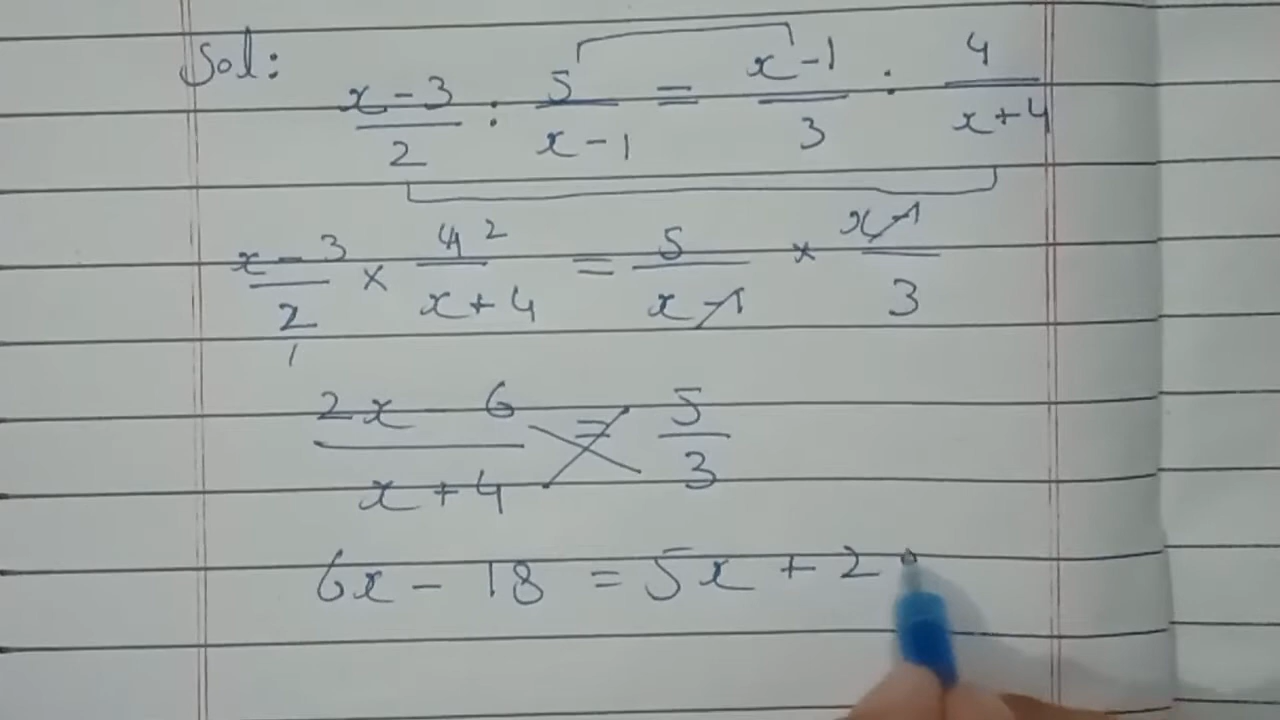 Sol:
x-3/2 : 5/x-1 = x-1/3 : 4/x+4
x-3/2 1 × 4 2/x+4 = 5/x-1 × x-1/3
2x 6/x+4 = 5/3
6x - 18 = 5x + 2